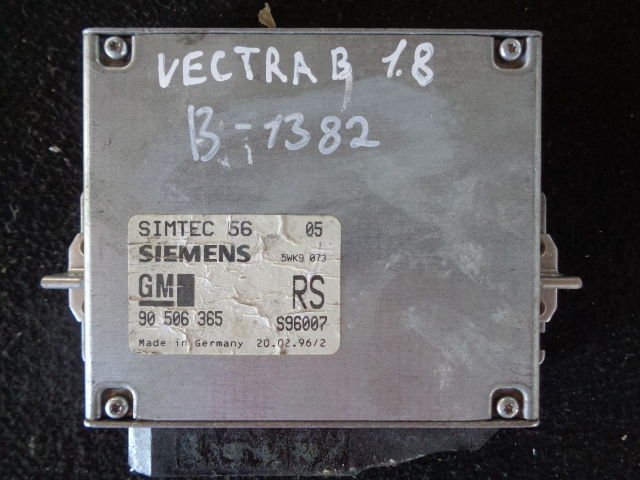 VECTRA B 1.8
B-1382
SIMTEC 56 05
SIEMENS 5WK9 073
GM RS
90 506 365 S96007
Made in Germany 20.02.96/2